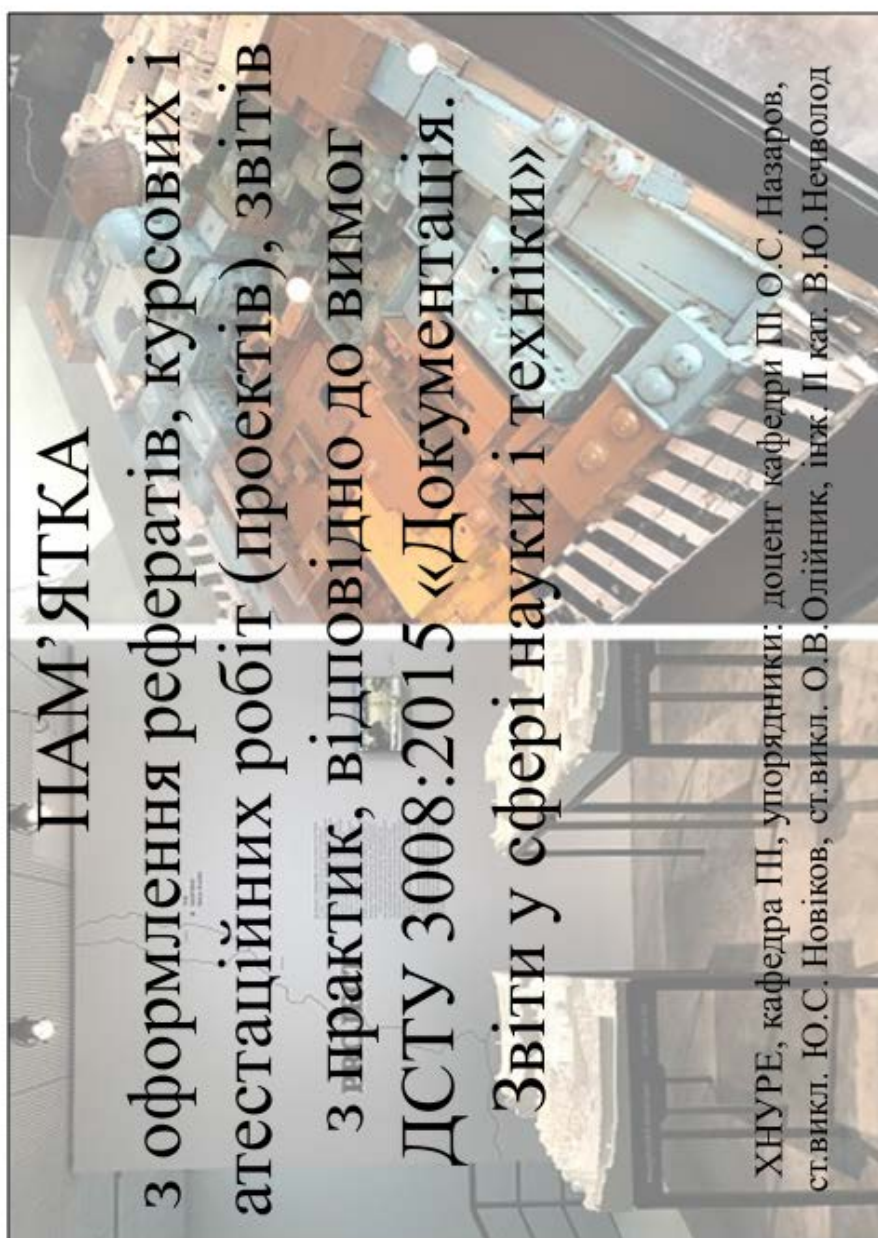 ПАМ’ЯТКА
з оформлення рефератів, курсових і
атестаційних робіт (проектів), звітів
з практик, відповідно до вимог
ДСТУ 3008:2015 «Документація.
Звіти у сфері науки і техніки»
ХНУРЕ, кафедра ПІ, упорядники: доцент кафедри ПІ О.С. Назаров,
ст.викл. Ю.С. Новіков, ст.викл. О.В.Олійник, інж. ІІ кат. В.Ю.Нечволод